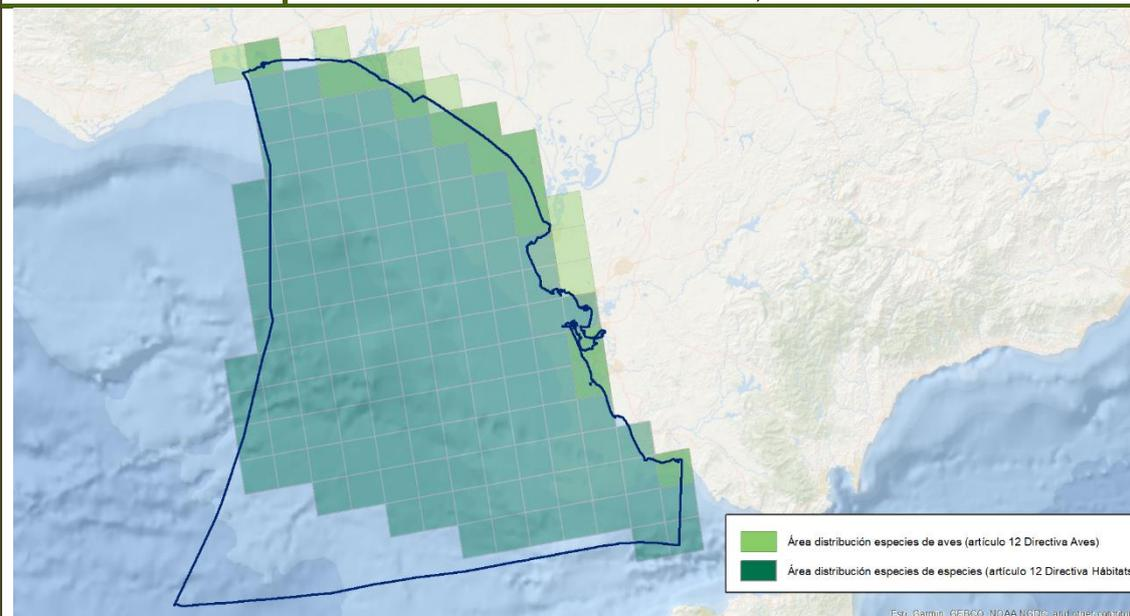 Área distribución especies de aves (artículo 12 Directiva Aves)
Área distribución especies de especies (artículo 12 Directiva Hábitats
Esri, Garmin, GEBCO, NOAA NGDC, and other